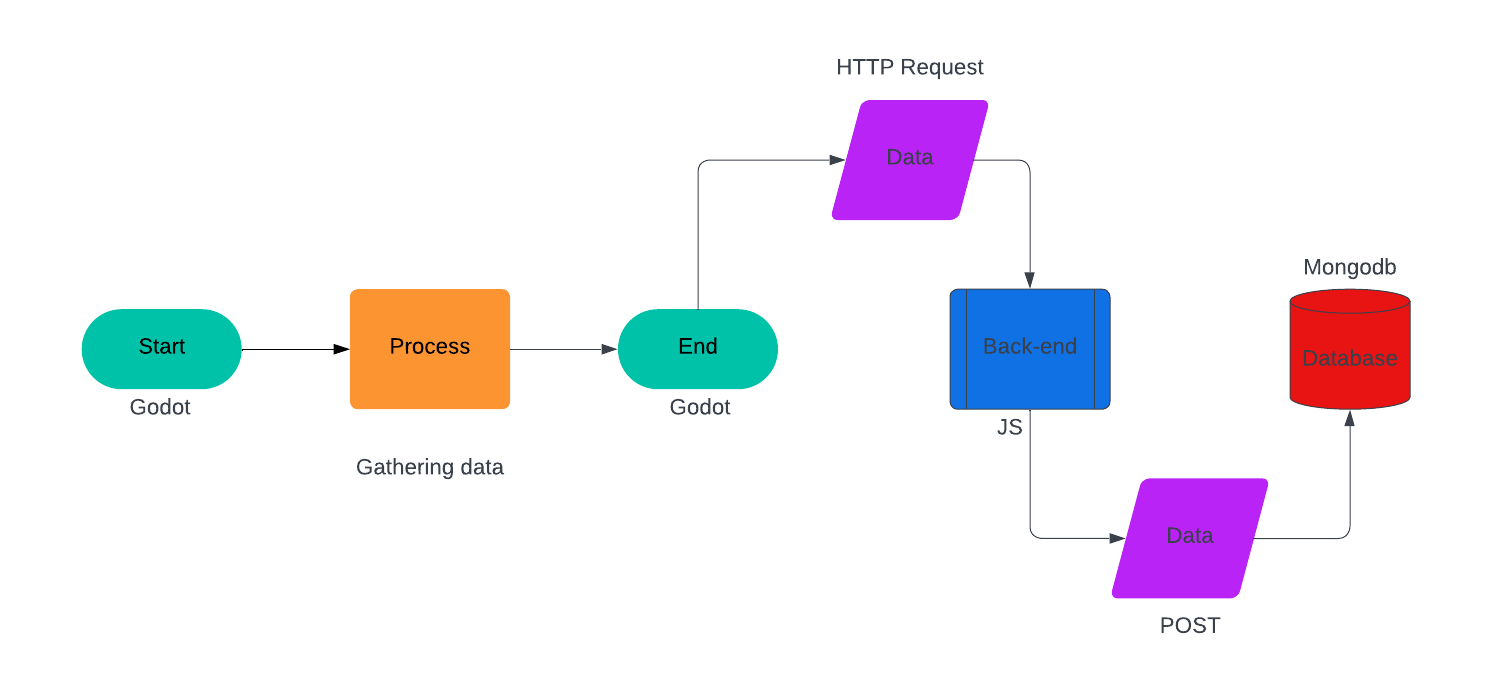 HTTP Request
Data
Mongodb
Start
Process
End
Back-end
Database
Godot
Godot
JS
Gathering data
Data
POST